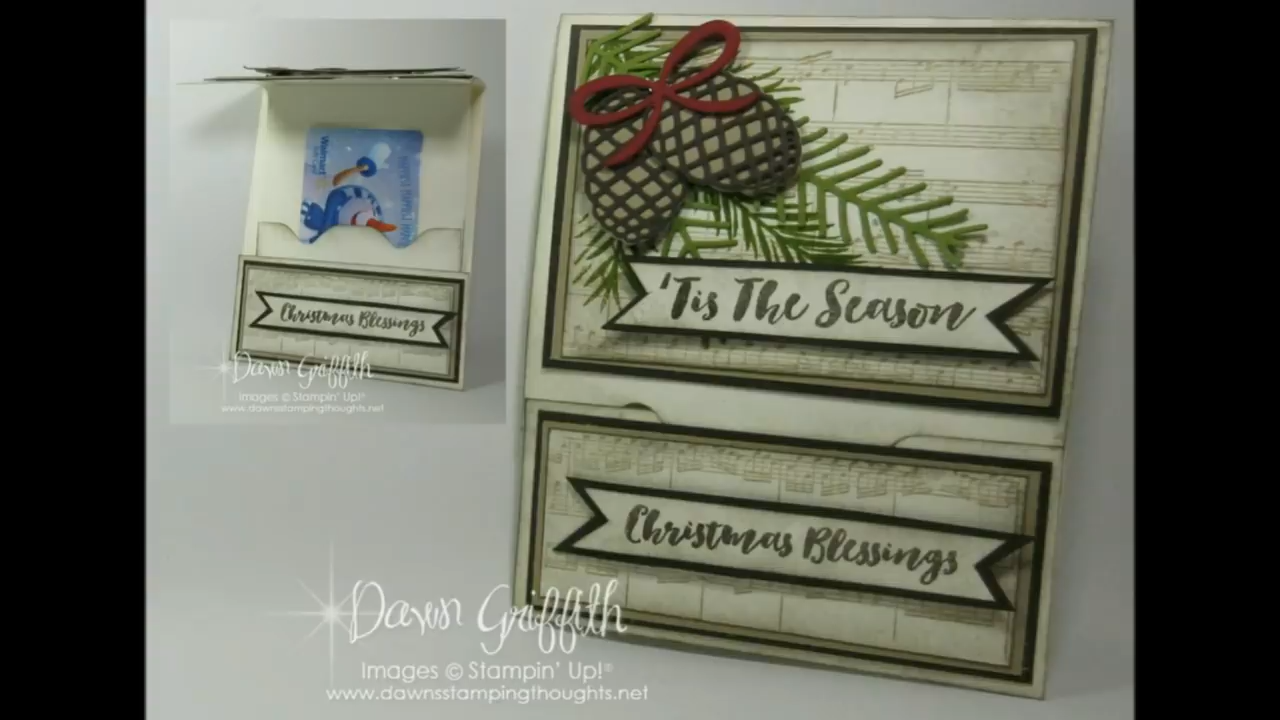 Walmart
Christmas Blessings
Dawn Griffith
Images © Stampin' Up!®
www.dawnsstampingthoughts.net
'Tis The Season
Christmas Blessings
Dawn Griffith
Images © Stampin' Up!®
www.dawnsstampingthoughts.net